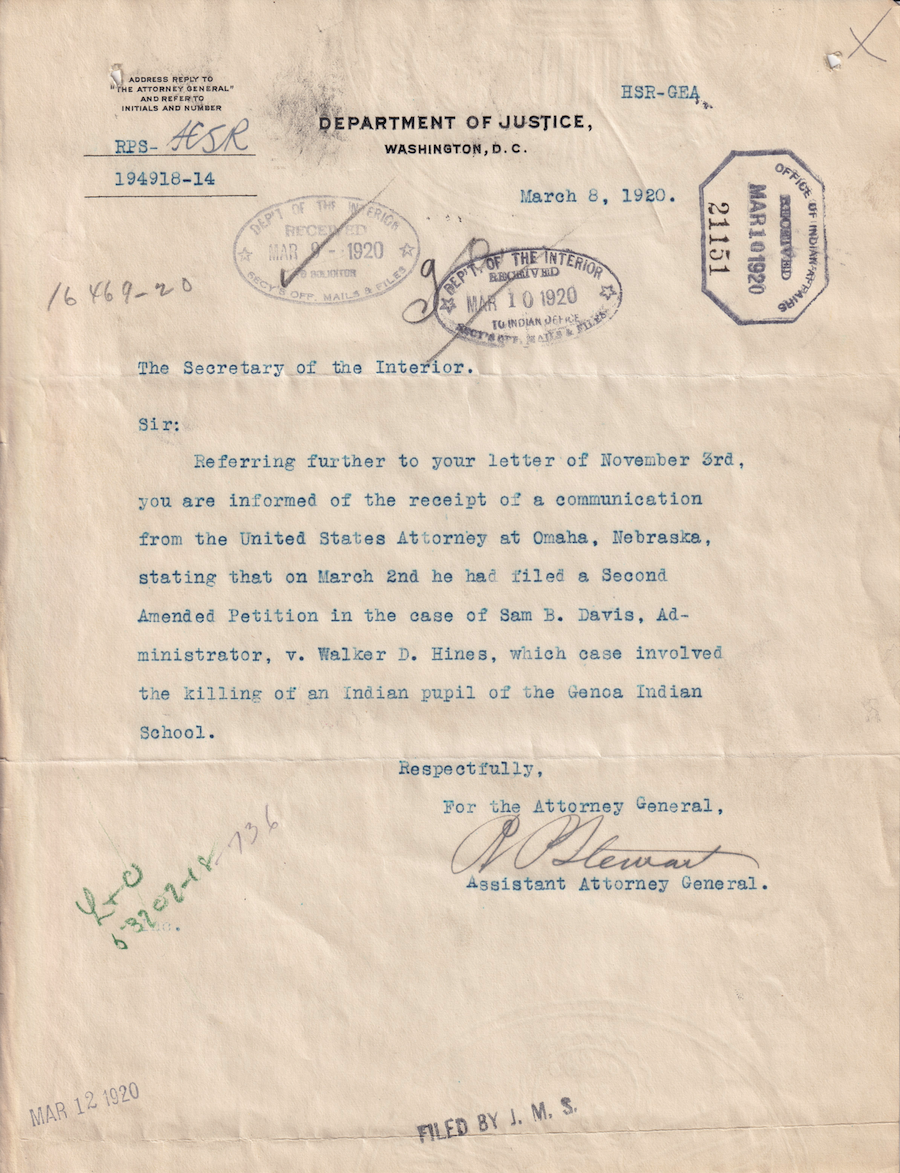 ADDRESS REPLY TO
"THE ATTORNEY GENERAL"
AND REFER TO
INITIALS AND NUMBER
RPS- HSR
194918-14
HSR-GEA
DEPARTMENT OF JUSTICE,
WASHINGTON, D. C.
March 8, 1920.
DEP'T OF THE INTERIOR
RECEIVED
MAR 9 - 1920
TO SOLICITOR
SECY'S OFF. MAILS & FILES
DEP'T. OF THE INTERIOR
RECEIVED
MAR 10 1920
TO INDIAN OFFICE
SECY'S OFF. MAILS & FILES
OFFICE OF INDIAN AFFAIRS
RECEIVED
MAR 10 1920
21151
16469-20
The Secretary of the Interior.
Sir:
Referring further to your letter of November 3rd,
you are informed of the receipt of a communication
from the United States Attorney at Omaha, Nebraska,
stating that on March 2nd he had filed a Second
Amended Petition in the case of Sam B. Davis, Ad-
ministrator, v. Walker D. Hines, which case involved
the killing of an Indian pupil of the Genoa Indian
School.
Respectfully,
For the Attorney General,
R P Stewart
Assistant Attorney General.
L-O
63202-18-736
MAR 12 1920
FILED BY J. M. S.